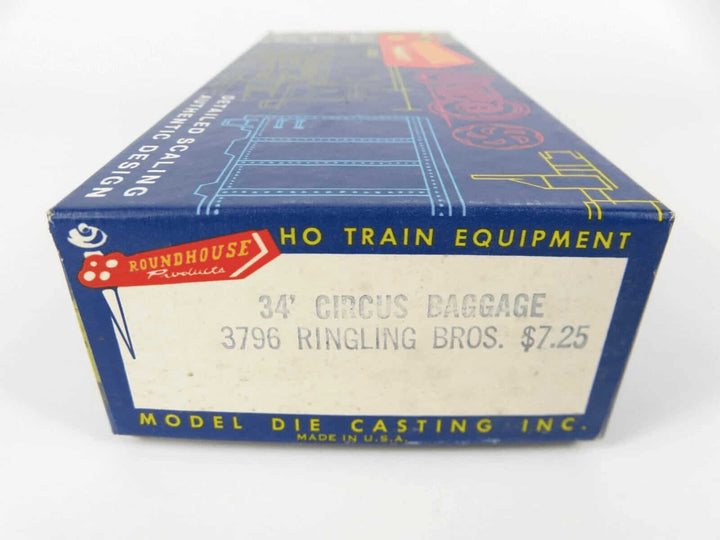 DETAILED SCALING
AUTHENTIC DESIGN
ROUNDHOUSE
Products
HO TRAIN EQUIPMENT
34' CIRCUS BAGGAGE
3796 RINGLING BROS. $7.25
MODEL DIE CASTING INC.
MADE IN U.S.A.